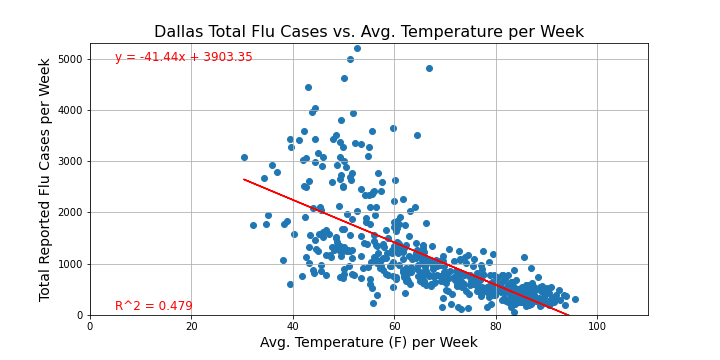 Dallas Total Flu Cases vs. Avg. Temperature per Week
y = -41.44x + 3903.35
R^2 = 0.479
Total Reported Flu Cases per Week
5000
4000
3000
2000
1000
0
0 20 40 60 80 100
Avg. Temperature (F) per Week